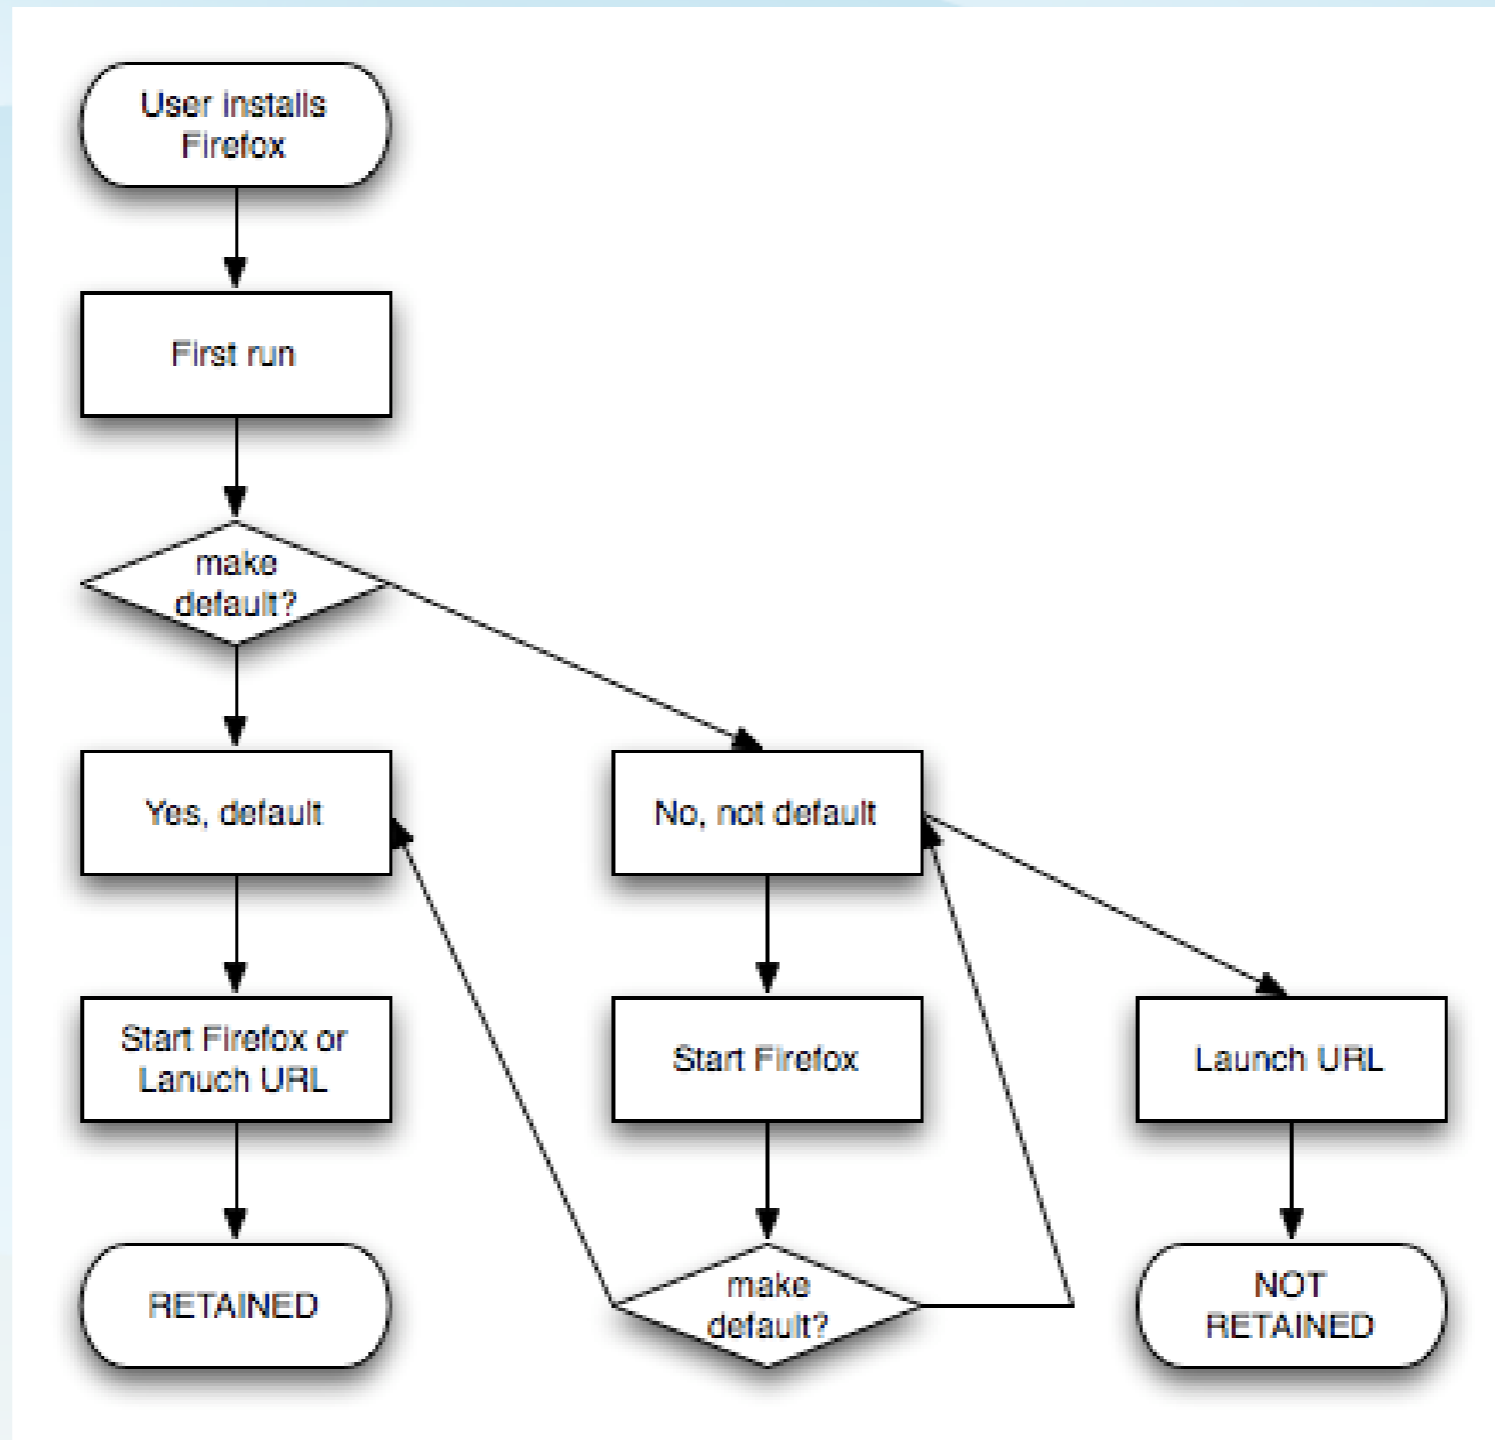 User installs
Firefox
First run
make
default?
Yes, default
No, not default
Start Firefox or
Lanuch URL
Start Firefox
Launch URL
RETAINED
make
default?
NOT
RETAINED